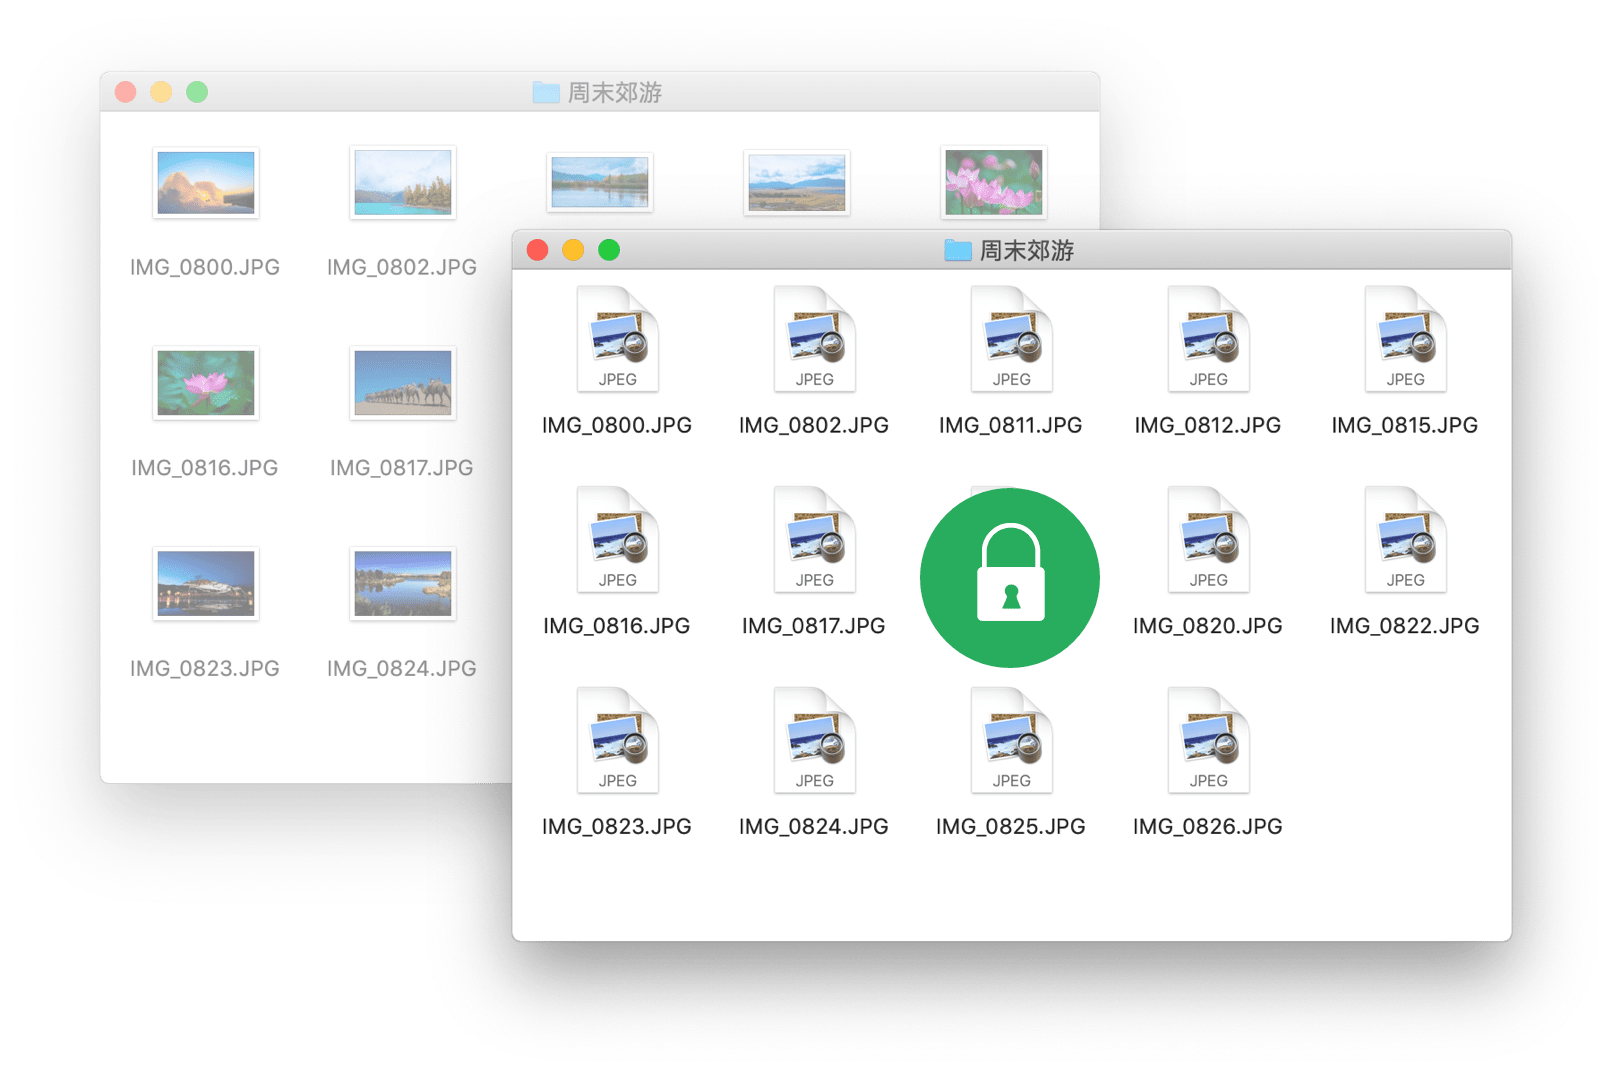 周末郊游
IMG_0800.JPG
IMG_0802.JPG
IMG_0816.JPG
IMG_0817.JPG
IMG_0823.JPG
IMG_0824.JPG
周末郊游
JPEG JPEG JPEG JPEG JPEG
IMG_0800.JPG IMG_0802.JPG IMG_0811.JPG IMG_0812.JPG IMG_0815.JPG
JPEG JPEG JPEG JPEG
IMG_0816.JPG IMG_0817.JPG IMG_0820.JPG IMG_0822.JPG
JPEG JPEG JPEG JPEG
IMG_0823.JPG IMG_0824.JPG IMG_0825.JPG IMG_0826.JPG